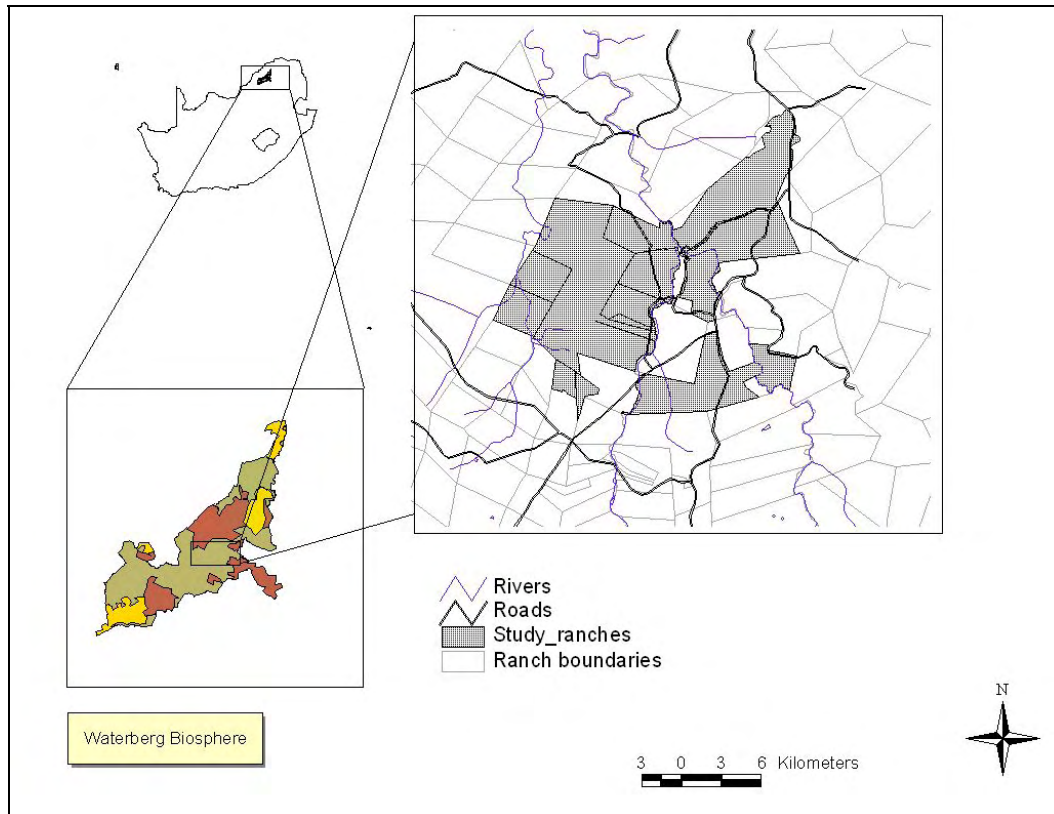 Rivers
Roads
Study_ranches
Ranch boundaries
Waterberg Biosphere
N
3 0 3 6 Kilometers